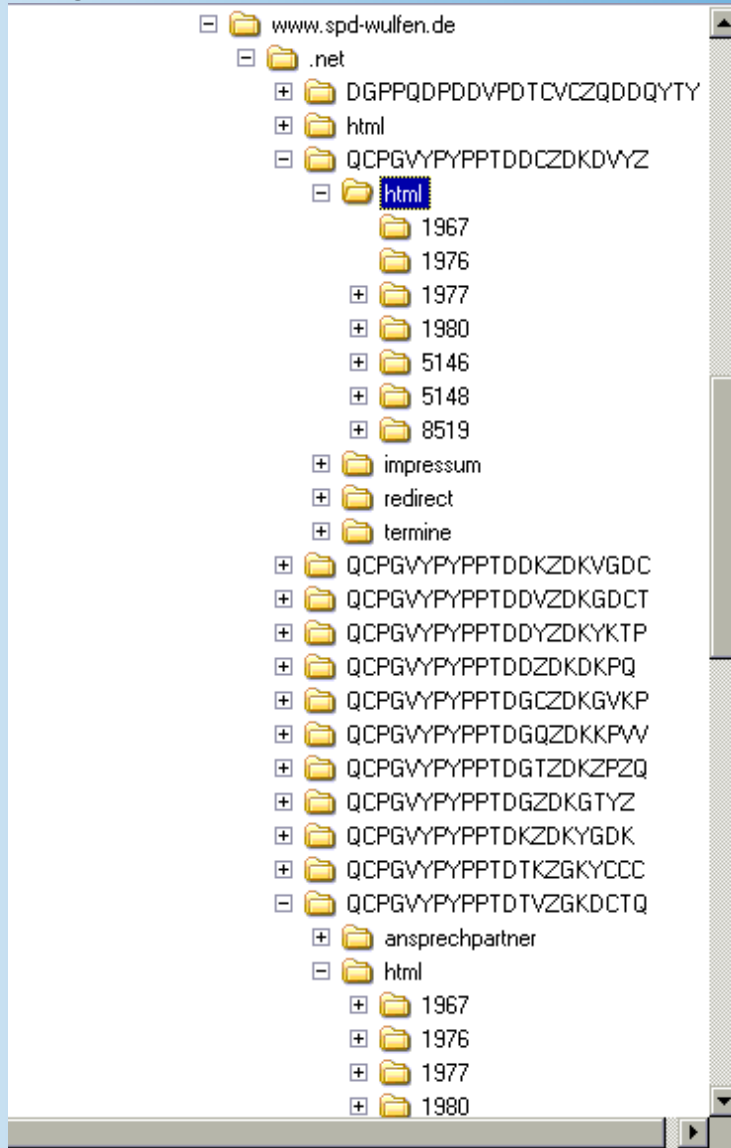 www.spd-wulfen.de
.net
DGPPQDPDDVPDTCVCZQDDQYTY
html
QCPGVYPYPPTDDCZDKDVYZ
html
1967
1976
1977
1980
5146
5148
8519
impressum
redirect
termine
QCPGVYPYPPTDDKZDKVGDC
QCPGVYPYPPTDDVZDKGDCT
QCPGVYPYPPTDDYZDKYKTP
QCPGVYPYPPTDDZDKDKPQ
QCPGVYPYPPTDGCZDKGVKP
QCPGVYPYPPTDGQZDKKPVV
QCPGVYPYPPTDGTZDKZPZQ
QCPGVYPYPPTDGZDKGTYZ
QCPGVYPYPPTDKZDKYGDK
QCPGVYPYPPTDTKZGKYCCC
QCPGVYPYPPTDTVZGKDCTQ
ansprechpartner
html
1967
1976
1977
1980